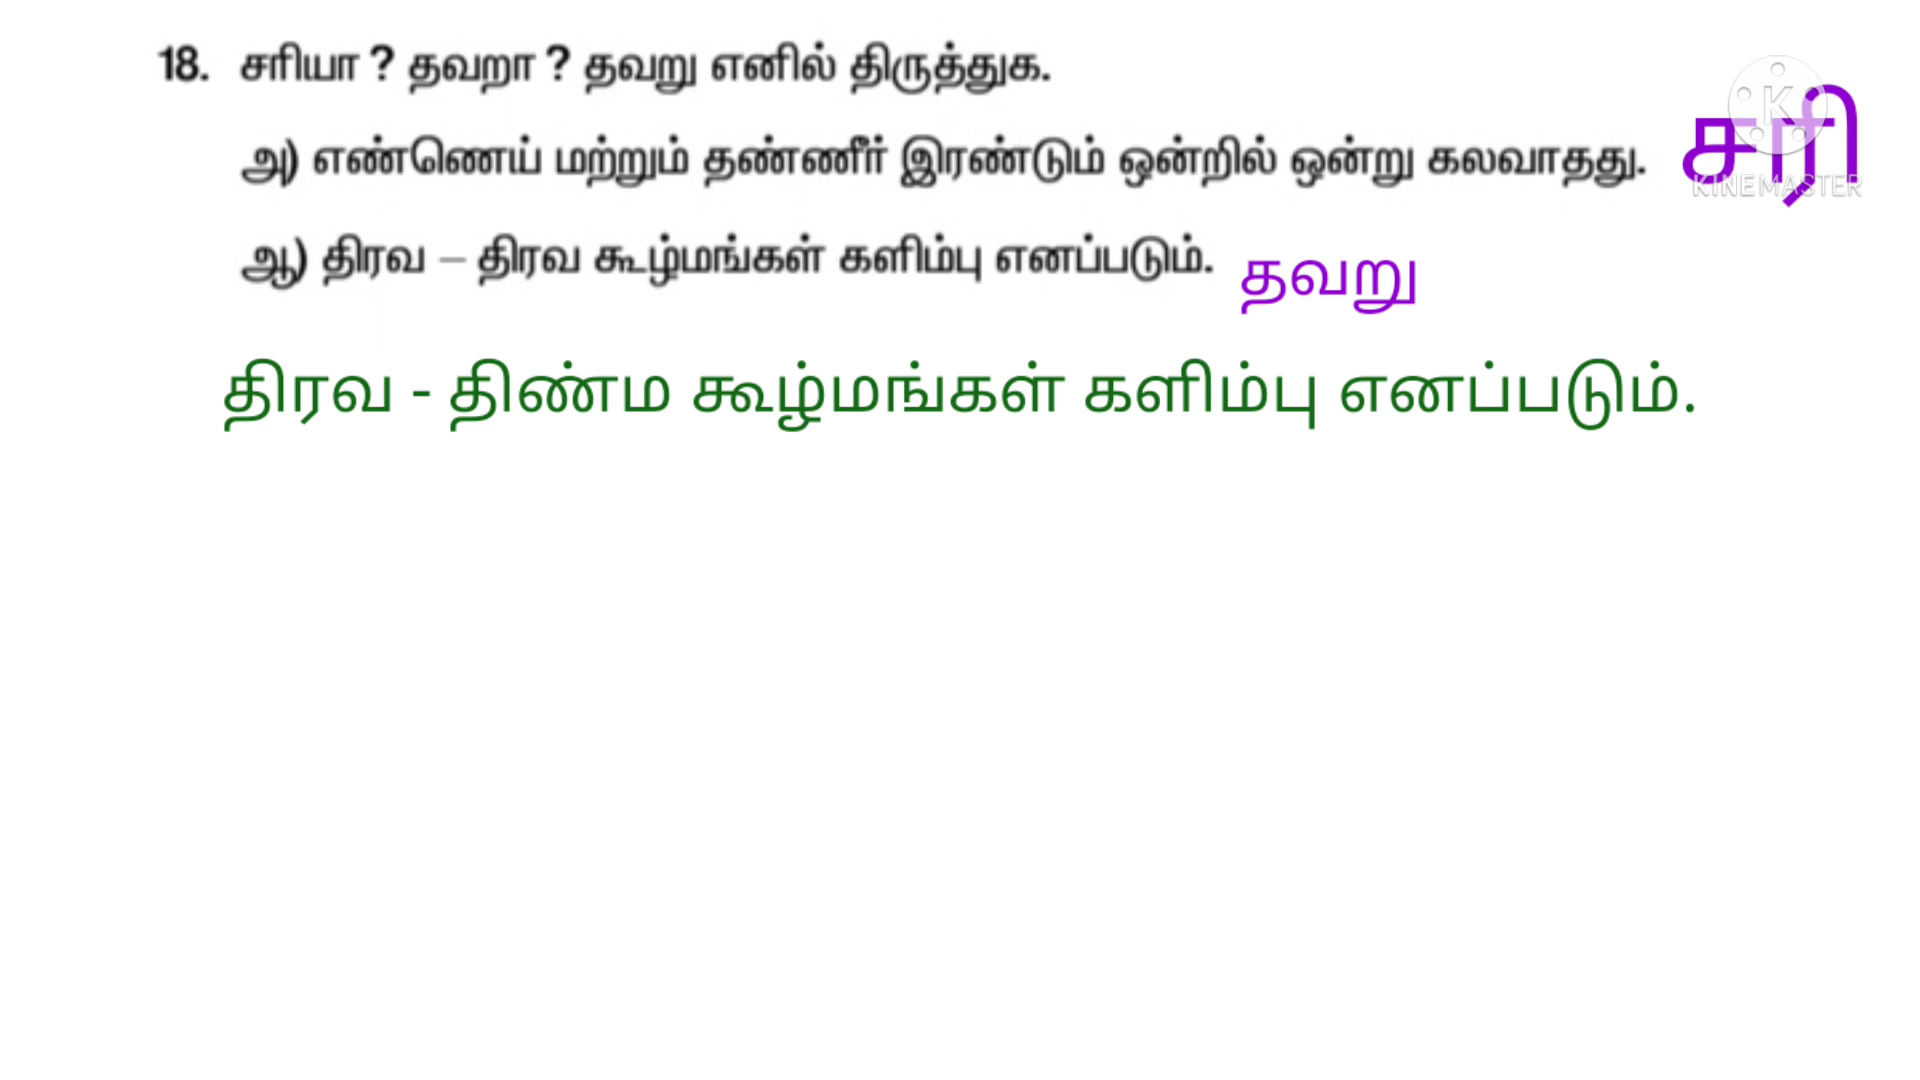 18. சரியா ? தவறா ? தவறு எனில் திருத்துக.
அ) எண்ணெய் மற்றும் தண்ணீர் இரண்டும் ஒன்றில் ஒன்று கலவாதது. சரி
KINEMASTER
ஆ) திரவ – திரவ கூழ்மங்கள் களிம்பு எனப்படும். தவறு
திரவ - திண்ம கூழ்மங்கள் களிம்பு எனப்படும்.